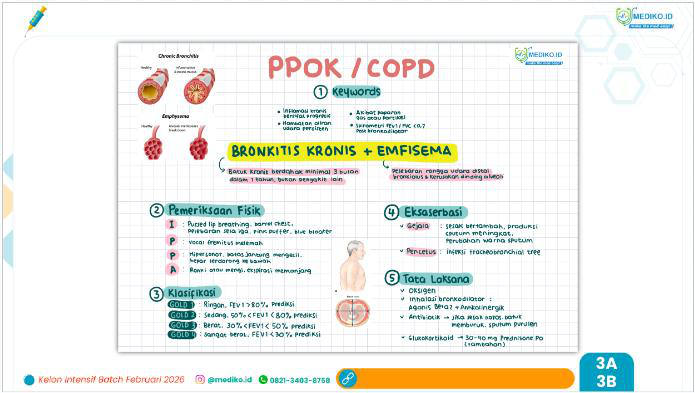 MEDIKO.ID
MEDIKO.ID
Chronic Bronchitis
Healthy
Inflammation & excess mucus
Emphysema
Healthy
PPOK / COPD
1 Keywords
• Inflamasi kronis bersifat progresif
• Hambatan aliran udara persisten
• Akibat paparan gas atau partikel
• Spirometri FEV1 / FVC <0,7 Post bronkodilator
BRONKITIS KRONIS + EMFISEMA
Batuk kronik berdahak minimal 3 bulan
dalam 1 tahun, bukan penyakit lain
Pelebaran rongga udara distal
bronkiolus & kerusakan dinding alveoli
2 Pemeriksaan Fisik
I : Pursed lip breathing, barrel chest,
pelebaran sela iga, pink puffer, blue bloater
P : Vocal fremitus melemah
P : Hipersonor, batas jantung mengecil,
hepar terdorong ke bawah
A : Ronki atau mengi, ekspirasi memanjang
3 Klasifikasi
GOLD 1 : Ringan, FEV1 > 80% prediksi
GOLD 2 : Sedang, 50% < FEV1 < 80% prediksi
GOLD 3 : Berat, 30% < FEV1 < 50% prediksi
GOLD 4 : Sangat berat, FEV1 < 30% prediksi
4 Eksaserbasi
Gejala : sesak bertambah, produksi
sputum meningkat,
perubahan warna sputum
Pencetus : infeksi tracheobronchial tree
5 Tata Laksana
Oksigen
Inhalasi bronkodilator :
Agonis Beta2 + Antikolinergik
Antibiotik → jika sesak napas, batuk
memburuk, sputum purulen
Glukokortikoid → 30-40 mg Prednisone PO
(tambahan)
Kelan Intensif Batch Februari 2026
@mediko.id
0821-3403-8758
3A
3B